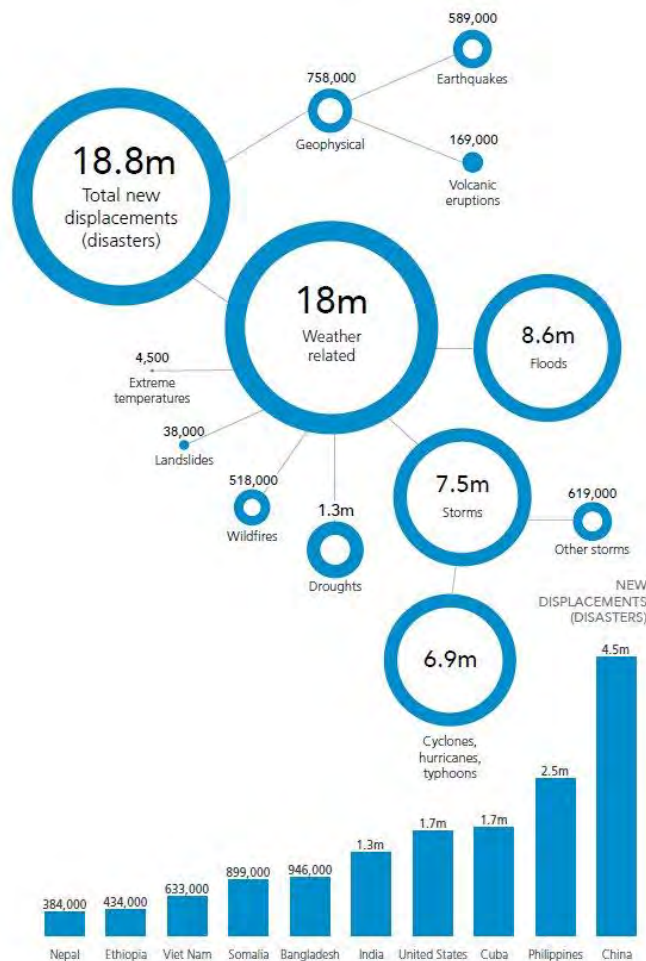 589,000
Earthquakes
758,000
Geophysical
169,000
Volcanic
eruptions
18.8m
Total new
displacements
(disasters)
18m
Weather
related
8.6m
Floods
4,500
Extreme
temperatures
38,000
Landslides
518,000
Wildfires
1.3m
Droughts
7.5m
Storms
619,000
Other storms
6.9m
Cyclones,
hurricanes,
typhoons
NEW
DISPLACEMENTS
(DISASTERS)
384,000
434,000
633,000
899,000
946,000
1.3m
1.7m
1.7m
2.5m
4.5m
Nepal
Ethiopia
Viet Nam
Somalia
Bangladesh
India
United States
Cuba
Philippines
China